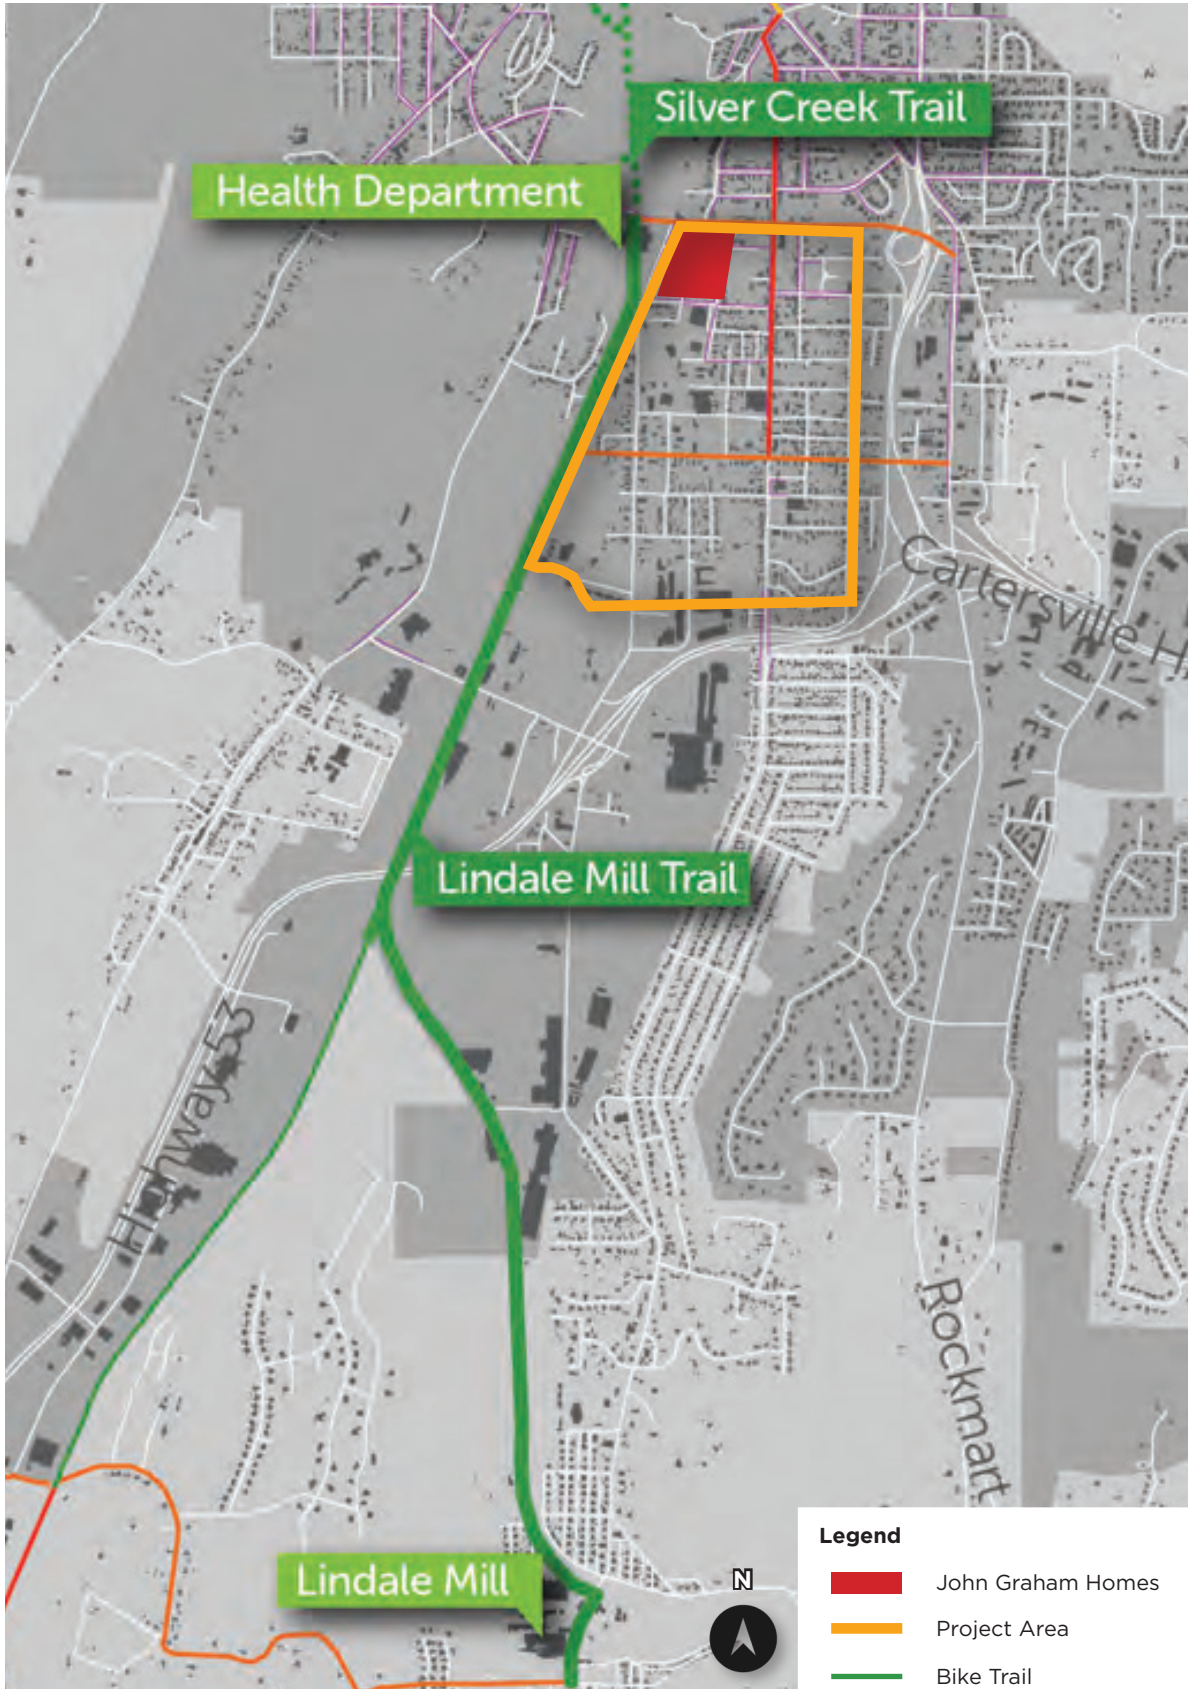 Silver Creek Trail
Health Department
Cartersville H
Lindale Mill Trail
Highway 53
Rockmart
Lindale Mill
N
Legend
John Graham Homes
Project Area
Bike Trail